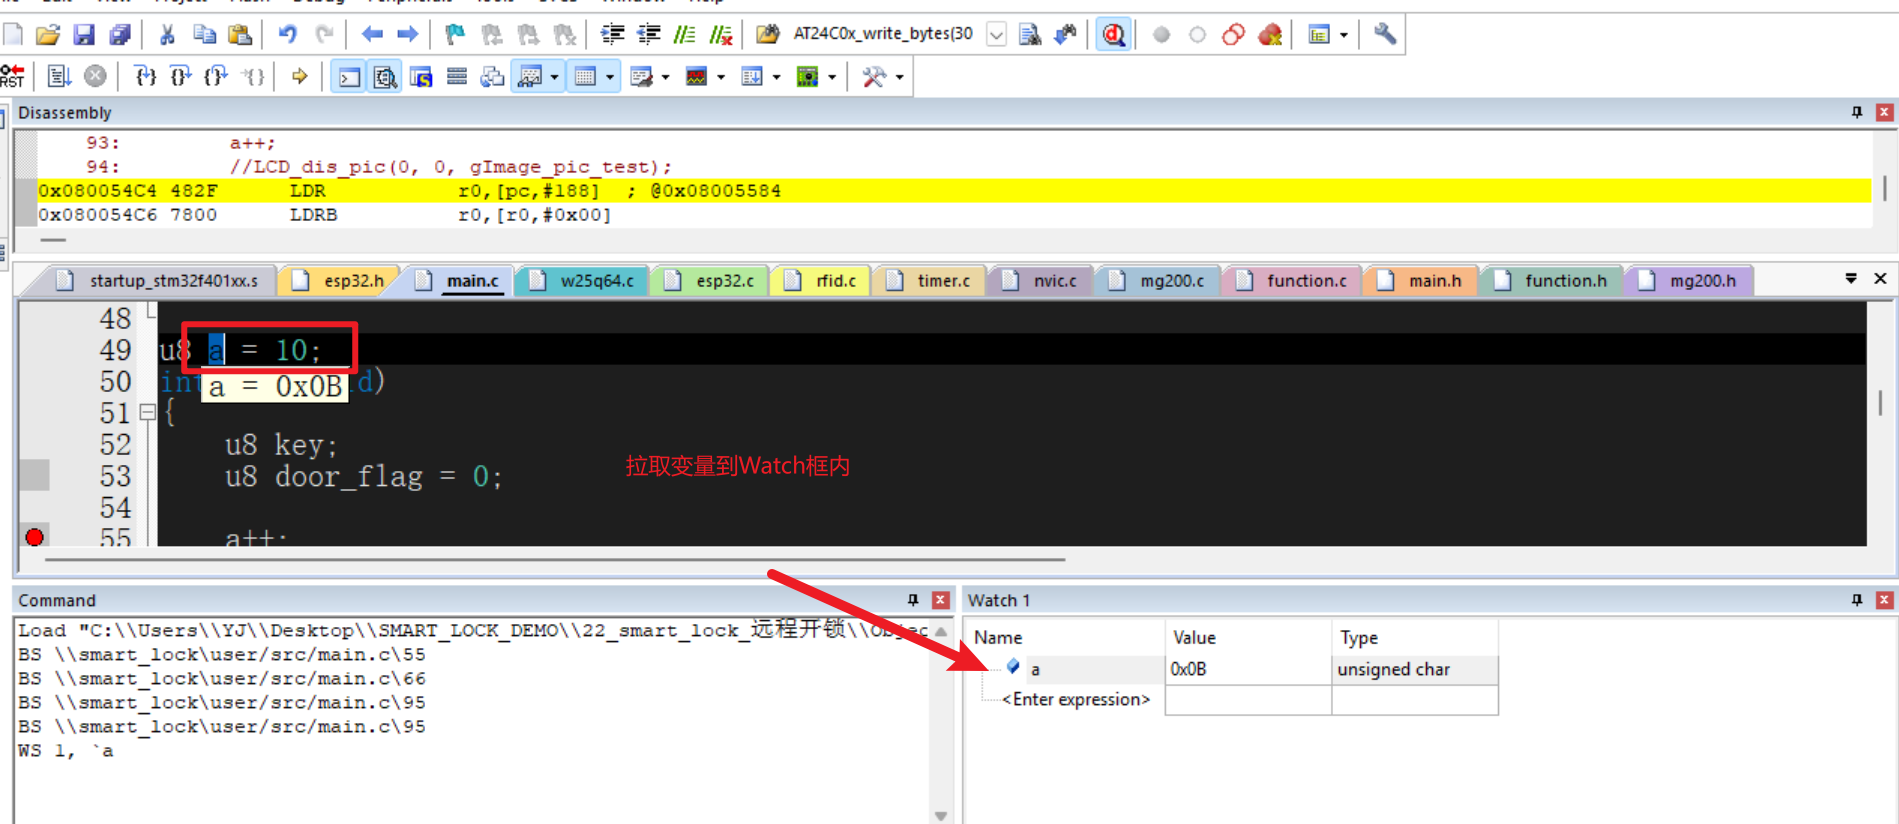 AT24C0x_write_bytes(30
RST
Disassembly
93: a++;
94: //LCD_dis_pic(0, 0, gImage_pic_test);
0x080054C4 482F LDR r0,[pc,#188] ; @0x08005584
0x080054C6 7800 LDRB r0,[r0,#0x00]
startup_stm32f401xx.s esp32.h main.c w25q64.c esp32.c rfid.c timer.c nvic.c mg200.c function.c main.h function.h mg200.h
48
49 u8 a = 10;
50 int d)
a = 0x0B
51 {
52 u8 key;
53 u8 door_flag = 0;
拉取变量到Watch框内
54
55 a++;
Command
Load "C:\\Users\\YJ\\Desktop\\SMART_LOCK_DEMO\\22_smart_lock_远程开锁\\Objec
BS \\smart_lock\user/src/main.c\55
BS \\smart_lock\user/src/main.c\66
BS \\smart_lock\user/src/main.c\95
BS \\smart_lock\user/src/main.c\95
WS 1, `a
Watch 1
Name Value Type
a 0x0B unsigned char
<Enter expression>